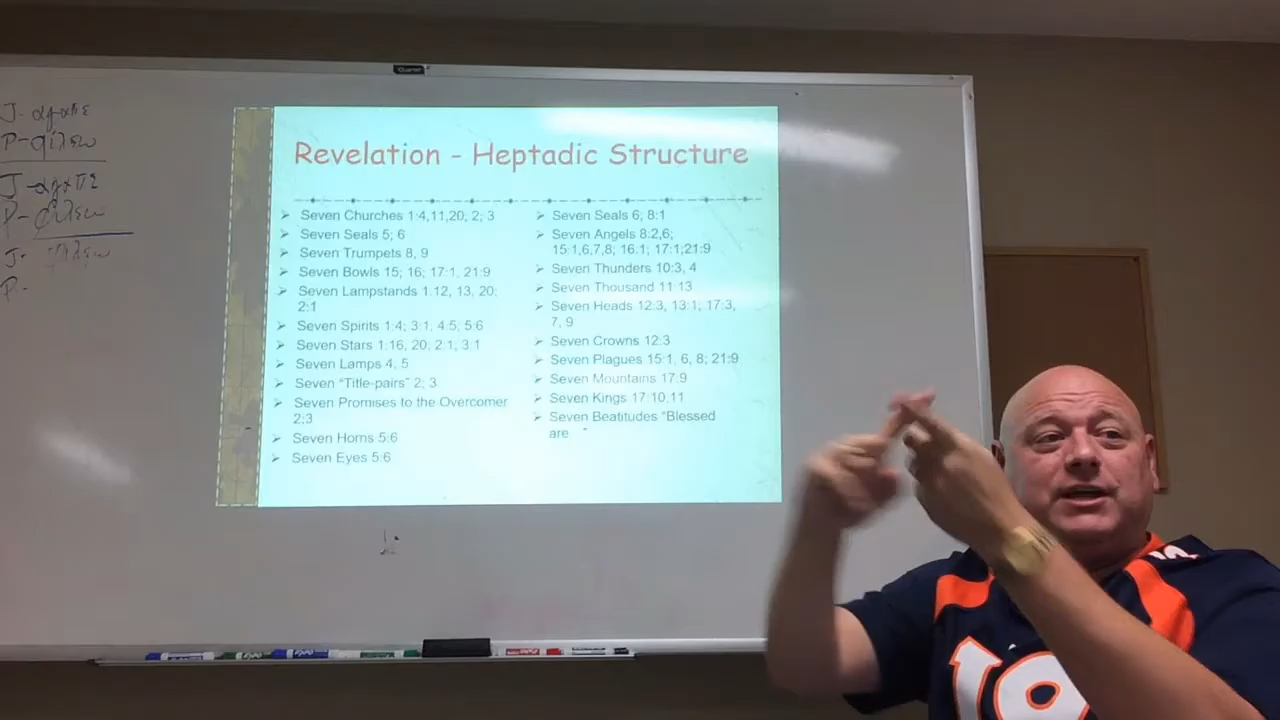 Quartet
J- αγαπε
P-φιλεω
J-αγαπε
P-φιλεω
J- φιλεω
P-
Revelation - Heptadic Structure
Seven Churches 1:4,11,20, 2; 3
Seven Seals 5; 6
Seven Trumpets 8, 9
Seven Bowls 15; 16; 17:1, 21:9
Seven Lampstands 1:12, 13, 20;
2:1
Seven Spirits 1:4; 3:1, 4:5; 5:6
Seven Stars 1:16, 20; 2:1; 3:1
Seven Lamps 4, 5
Seven “Title-pairs” 2; 3
Seven Promises to the Overcomer
2:3
Seven Horns 5:6
Seven Eyes 5:6
Seven Seals 6, 8:1
Seven Angels 8:2,6;
15:1,6,7,8; 16:1; 17:1;21:9
Seven Thunders 10:3, 4
Seven Thousand 11:13
Seven Heads 12:3, 13:1; 17:3,
7, 9
Seven Crowns 12:3
Seven Plagues 15:1, 6, 8; 21:9
Seven Mountains 17:9
Seven Kings 17:10,11
Seven Beatitudes “Blessed
are "